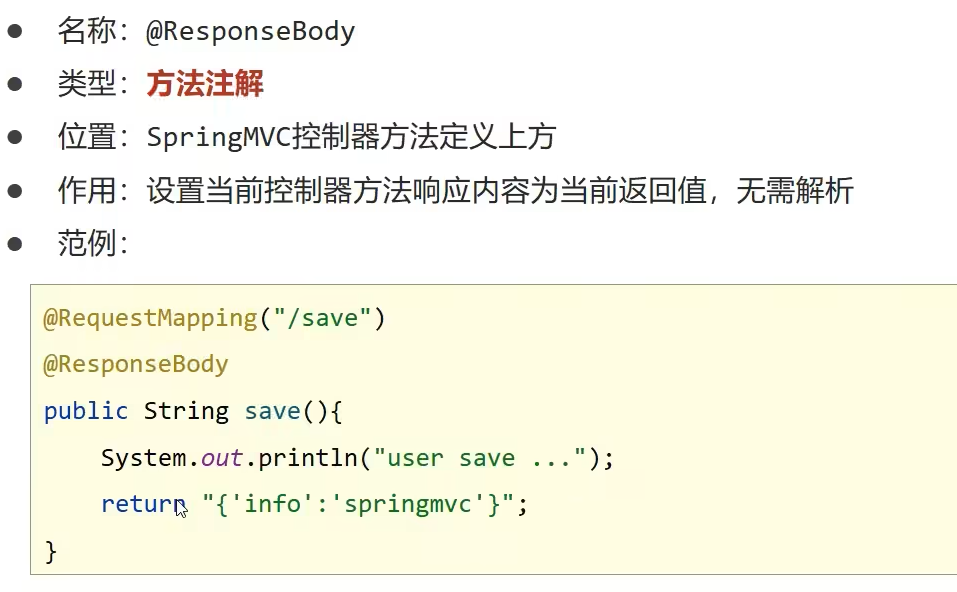 名称：@ResponseBody
类型：方法注解
位置：SpringMVC控制器方法定义上方
作用：设置当前控制器方法响应内容为当前返回值，无需解析
范例：
@RequestMapping("/save")
@ResponseBody
public String save(){
    System.out.println("user save ...");
    return "{'info':'springmvc'}";
}